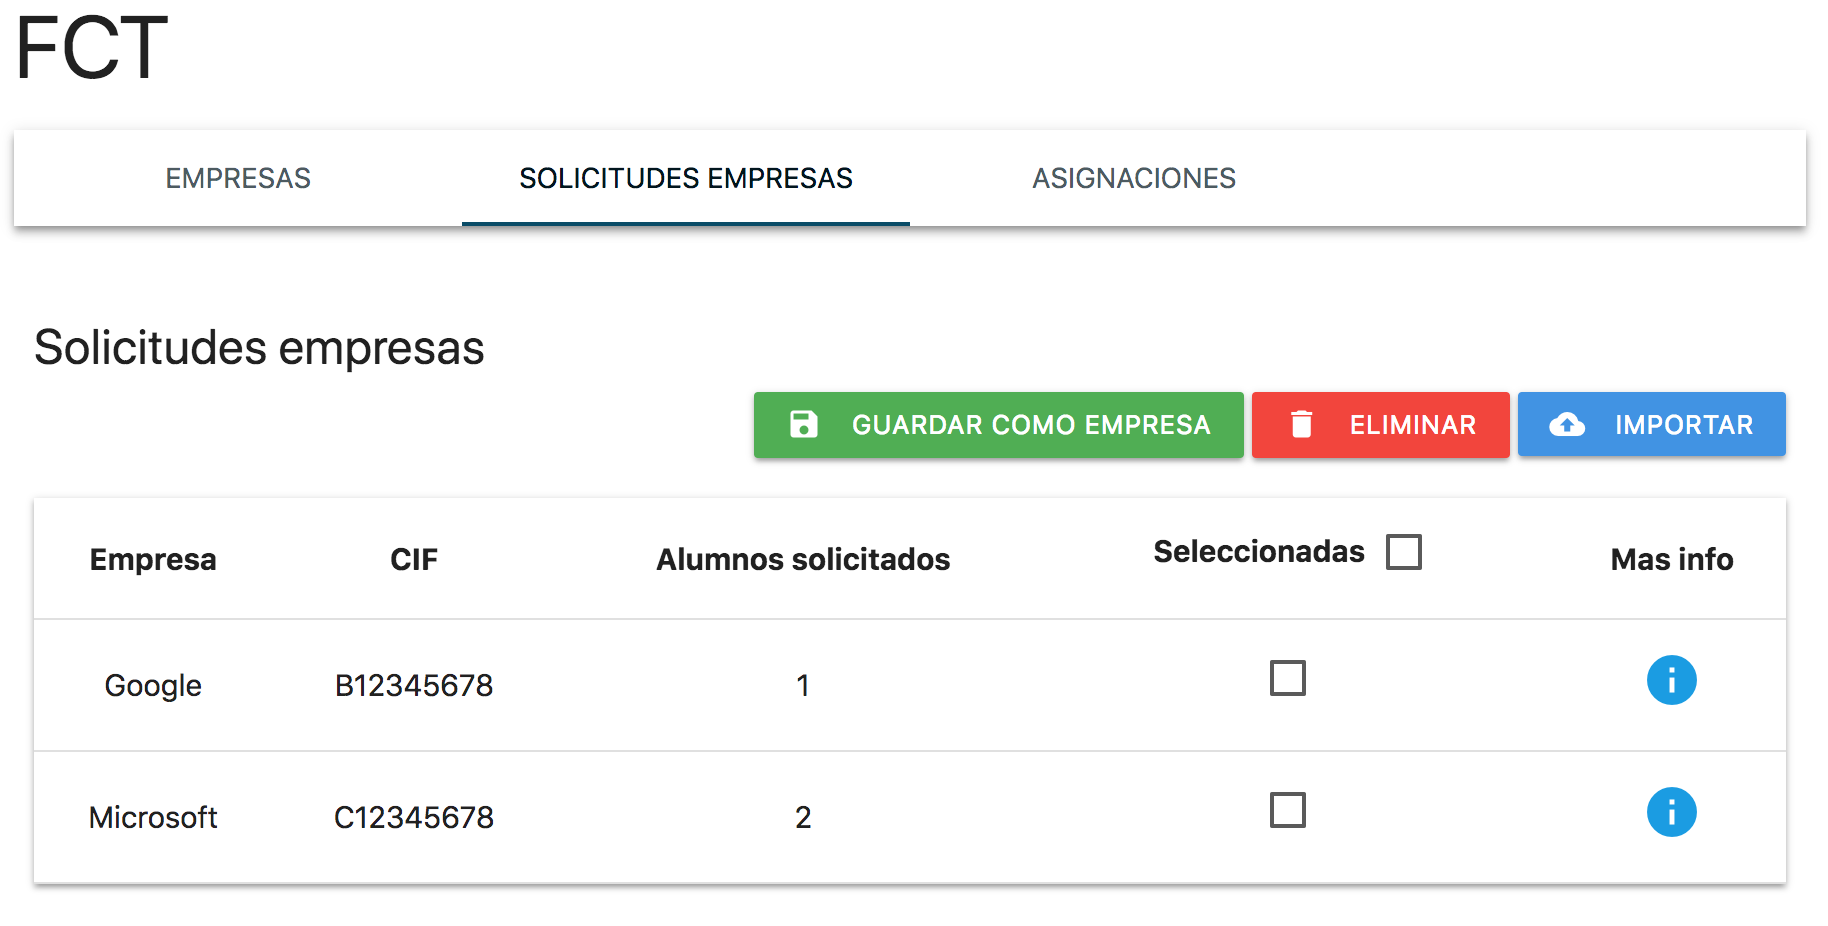 FCT
EMPRESAS SOLICITUDES EMPRESAS ASIGNACIONES
Solicitudes empresas
GUARDAR COMO EMPRESA ELIMINAR IMPORTAR
Empresa CIF Alumnos solicitados Seleccionadas Mas info
Google B12345678 1
Microsoft C12345678 2